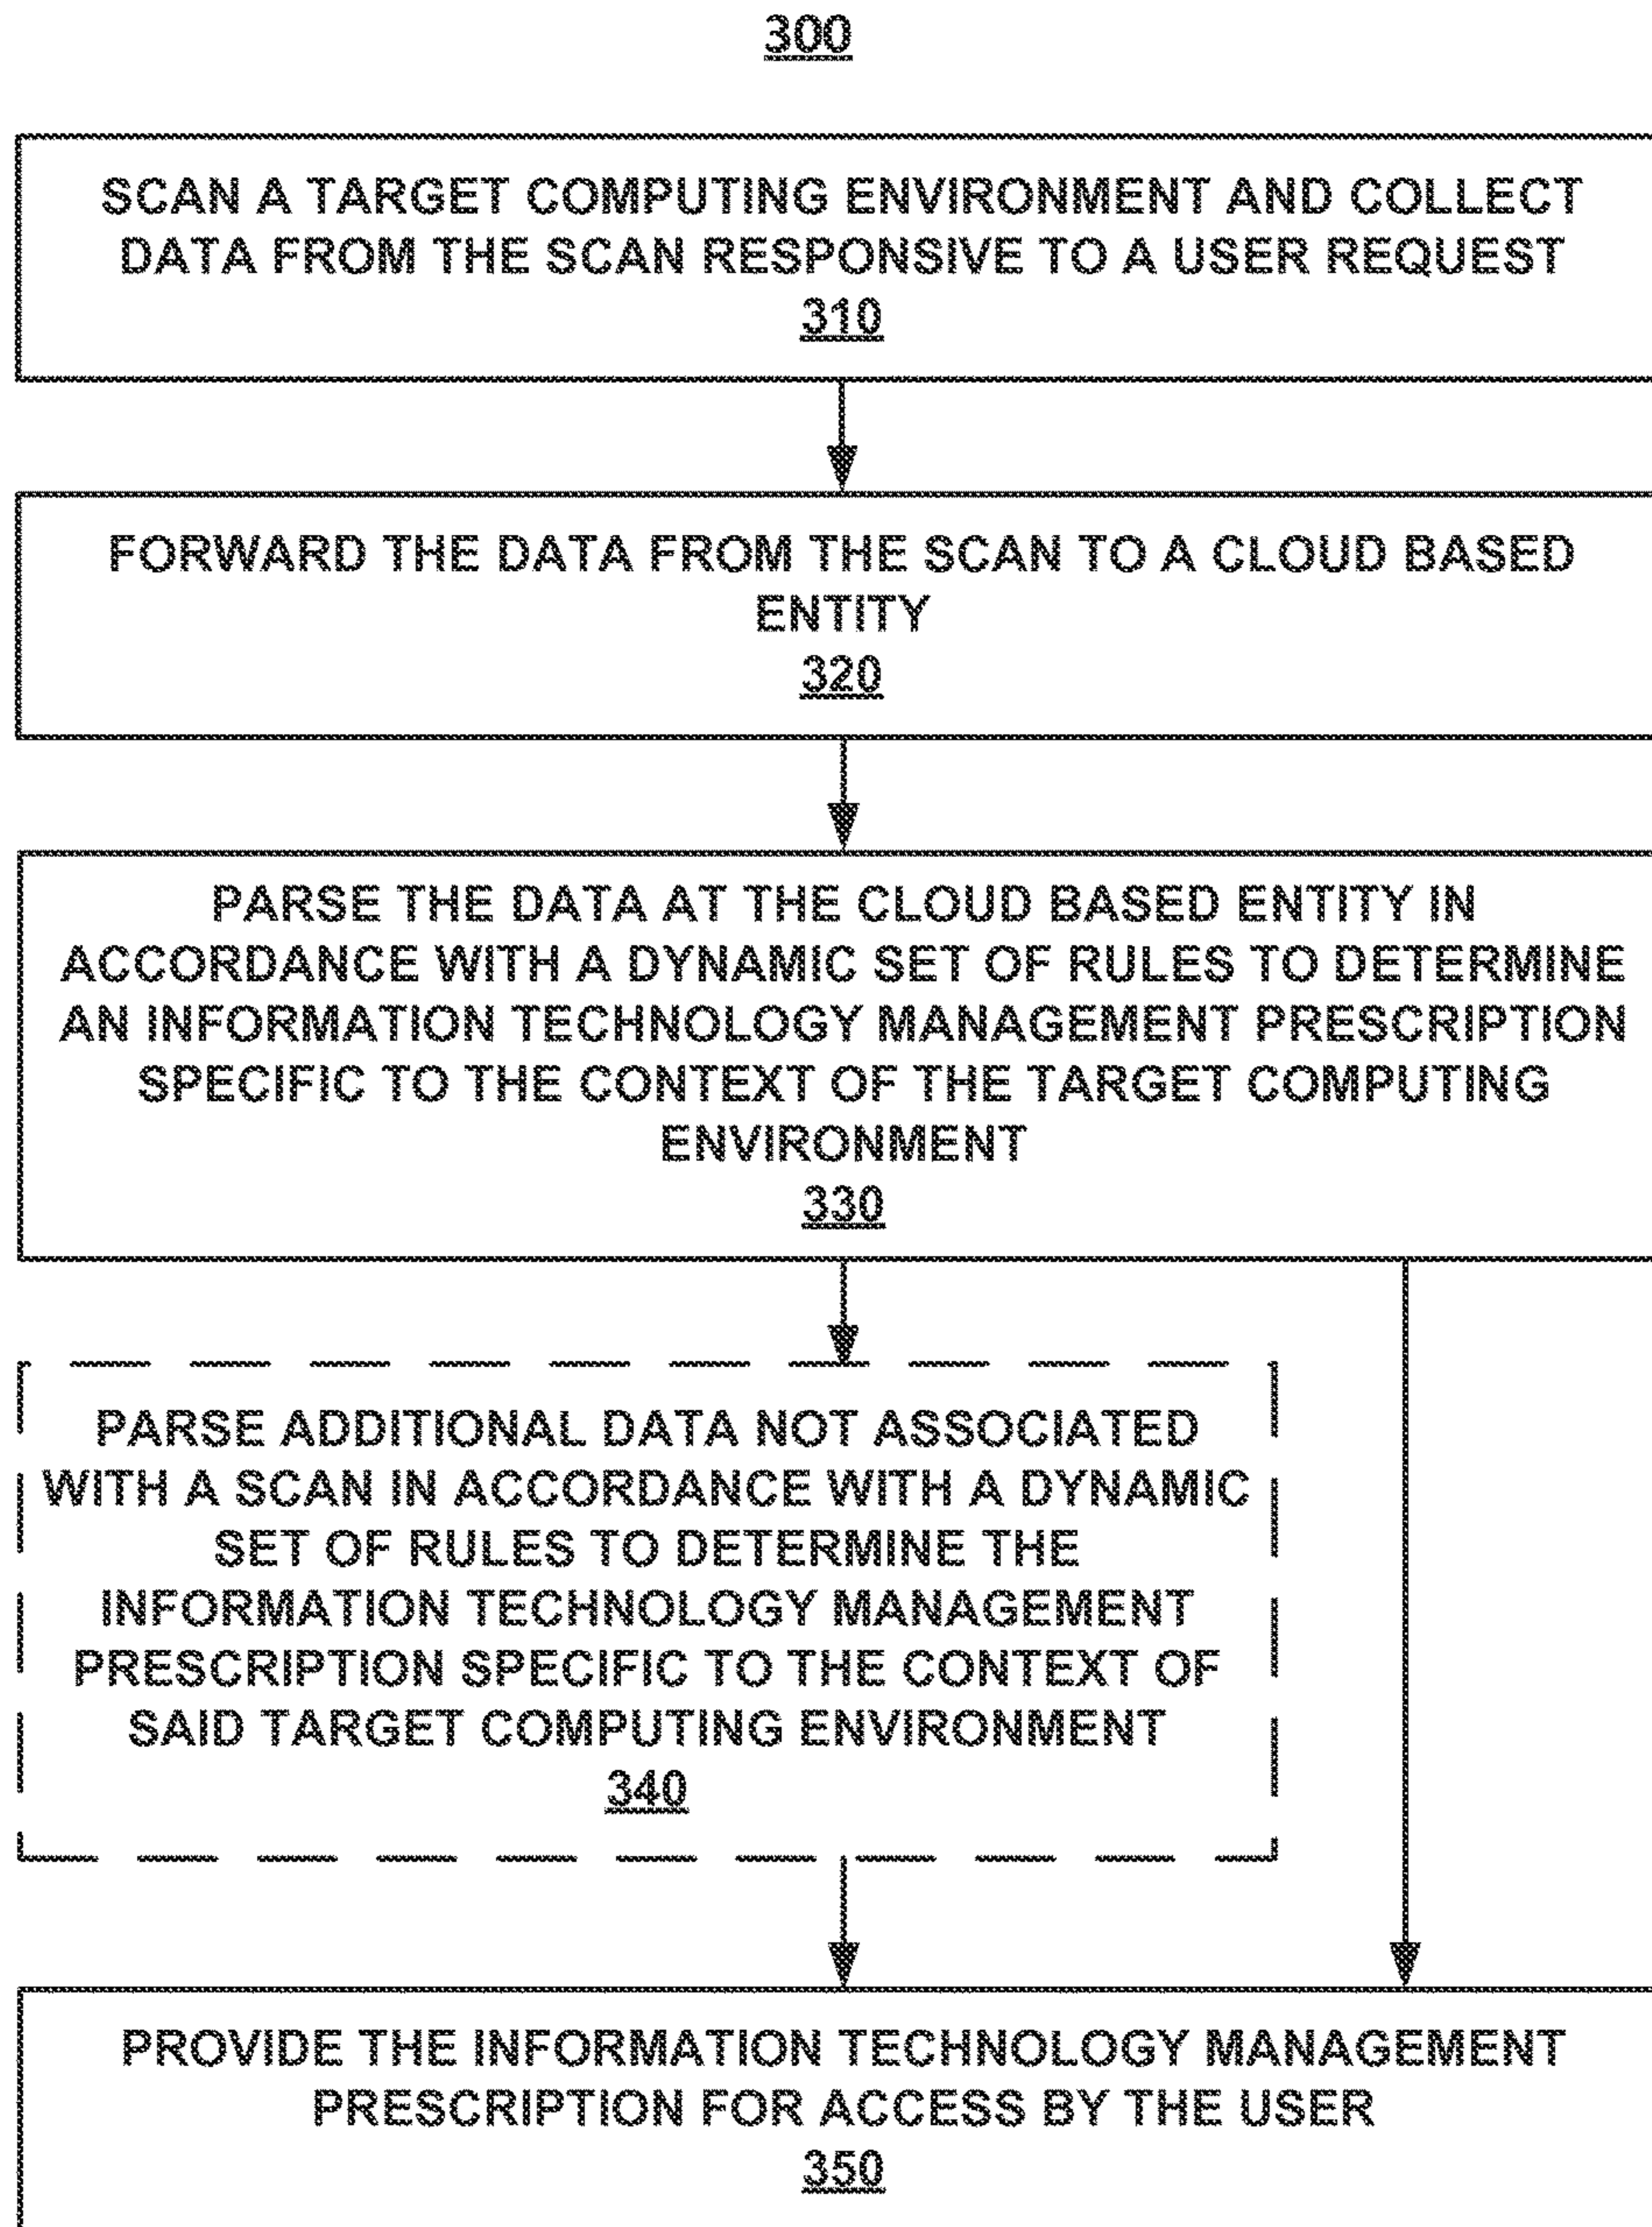 300
SCAN A TARGET COMPUTING ENVIRONMENT AND COLLECT
DATA FROM THE SCAN RESPONSIVE TO A USER REQUEST
310
FORWARD THE DATA FROM THE SCAN TO A CLOUD BASED
ENTITY
320
PARSE THE DATA AT THE CLOUD BASED ENTITY IN
ACCORDANCE WITH A DYNAMIC SET OF RULES TO DETERMINE
AN INFORMATION TECHNOLOGY MANAGEMENT PRESCRIPTION
SPECIFIC TO THE CONTEXT OF THE TARGET COMPUTING
ENVIRONMENT
330
PARSE ADDITIONAL DATA NOT ASSOCIATED
WITH A SCAN IN ACCORDANCE WITH A DYNAMIC
SET OF RULES TO DETERMINE THE
INFORMATION TECHNOLOGY MANAGEMENT
PRESCRIPTION SPECIFIC TO THE CONTEXT OF
SAID TARGET COMPUTING ENVIRONMENT
340
PROVIDE THE INFORMATION TECHNOLOGY MANAGEMENT
PRESCRIPTION FOR ACCESS BY THE USER
350